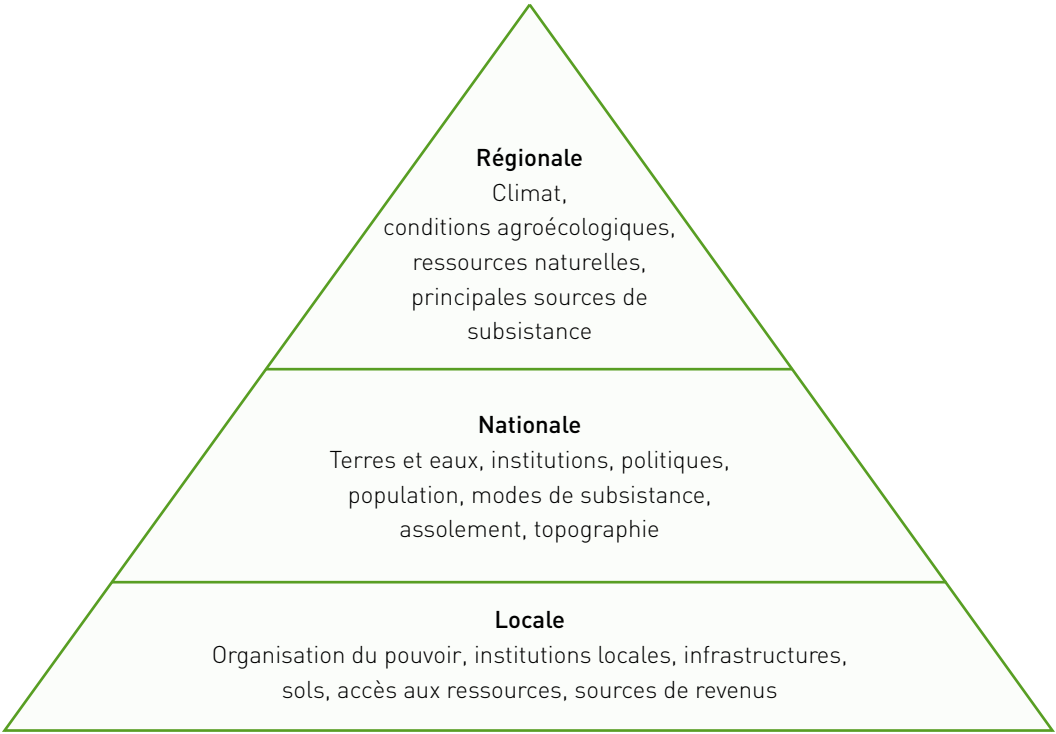 Régionale
Climat,
conditions agroécologiques,
ressources naturelles,
principales sources de
subsistance
Nationale
Terres et eaux, institutions, politiques,
population, modes de subsistance,
assolement, topographie
Locale
Organisation du pouvoir, institutions locales, infrastructures,
sols, accès aux ressources, sources de revenus